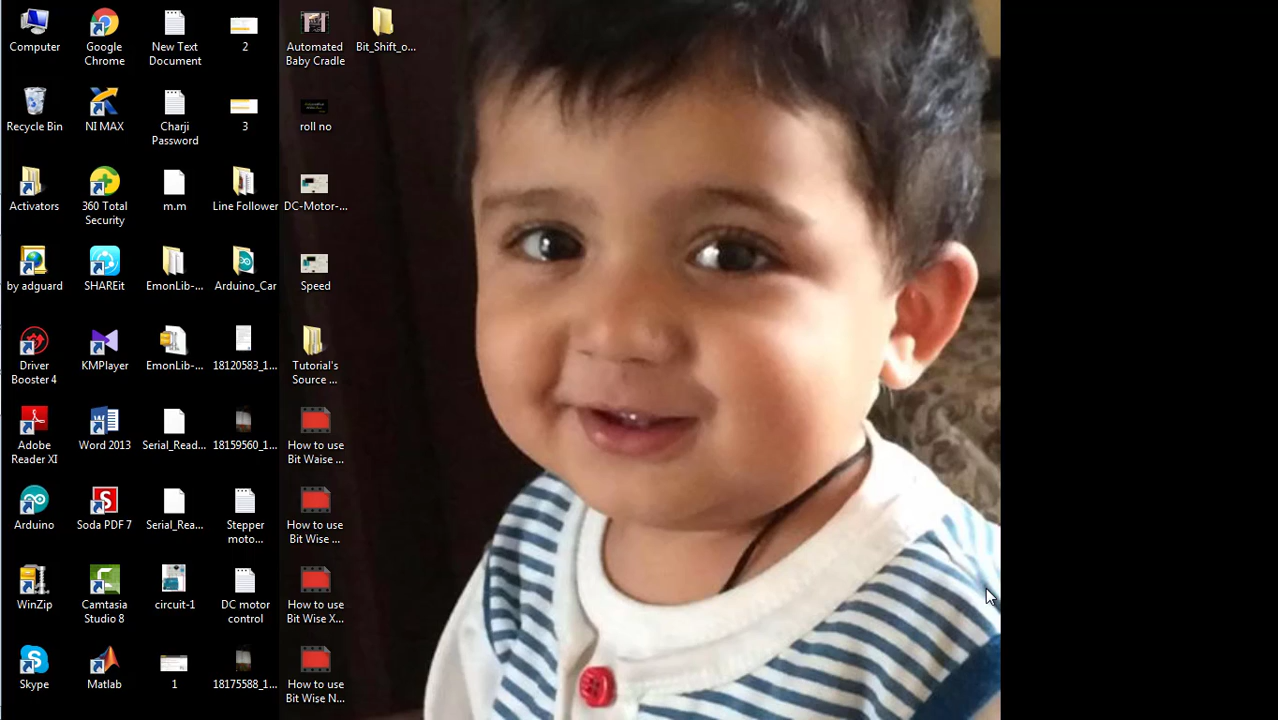 Computer
Google
Chrome
New Text
Document
2
Automated
Baby Cradle
Bit_Shift_o...
Recycle Bin
NI MAX
Charji
Password
3
roll no
Activators
360 Total
Security
m.m
Line Follower
DC-Motor-...
by adguard
SHAREit
EmonLib-...
Arduino_Car
Speed
Driver
Booster 4
KMPlayer
EmonLib-...
18120583_1...
Tutorial's
Source ...
Adobe
Reader XI
Word 2013
Serial_Read...
18159560_1...
How to use
Bit Waise ...
Arduino
Soda PDF 7
Serial_Rea...
Stepper
moto...
How to use
Bit Wise ...
WinZip
Camtasia
Studio 8
circuit-1
DC motor
control
How to use
Bit Wise X...
Skype
Matlab
1
18175588_1...
How to use
Bit Wise N...